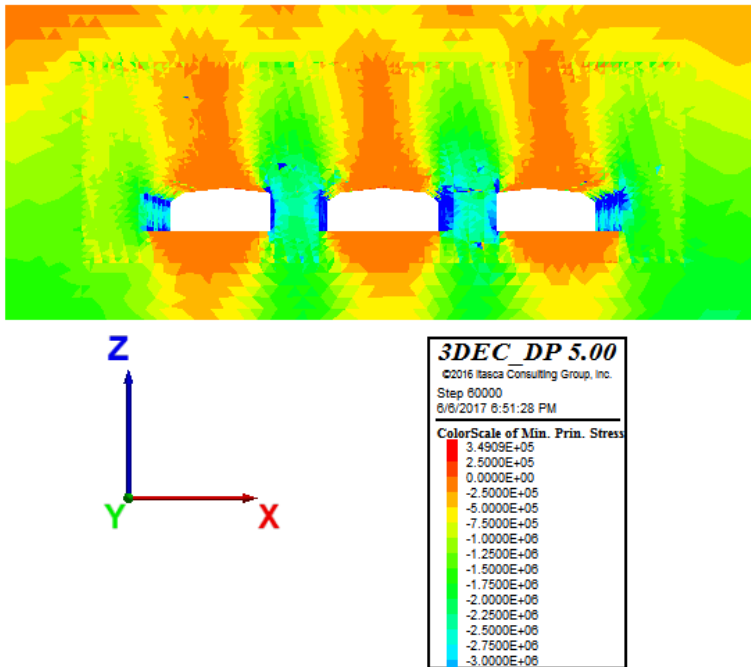 Z
Y
X
3DEC_DP 5.00
©2016 Itasca Consulting Group, Inc.
Step 60000
6/6/2017 6:51:28 PM
ColorScale of Min. Prin. Stress
3.4909E+05
2.5000E+05
0.0000E+00
-2.5000E+05
-5.0000E+05
-7.5000E+05
-1.0000E+06
-1.2500E+06
-1.5000E+06
-1.7500E+06
-2.0000E+06
-2.2500E+06
-2.5000E+06
-2.7500E+06
-3.0000E+06